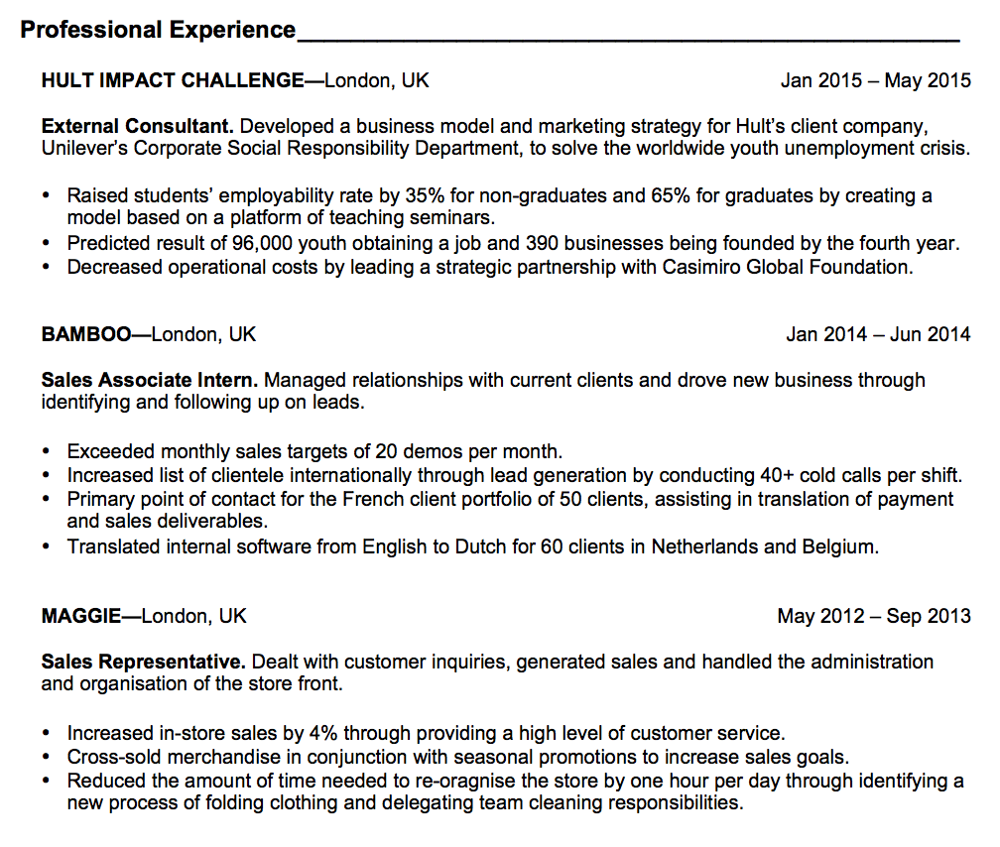 Professional Experience
HULT IMPACT CHALLENGE—London, UK Jan 2015 – May 2015
External Consultant. Developed a business model and marketing strategy for Hult's client company,
Unilever's Corporate Social Responsibility Department, to solve the worldwide youth unemployment crisis.
• Raised students' employability rate by 35% for non-graduates and 65% for graduates by creating a
model based on a platform of teaching seminars.
• Predicted result of 96,000 youth obtaining a job and 390 businesses being founded by the fourth year.
• Decreased operational costs by leading a strategic partnership with Casimiro Global Foundation.
BAMBOO—London, UK Jan 2014 – Jun 2014
Sales Associate Intern. Managed relationships with current clients and drove new business through
identifying and following up on leads.
• Exceeded monthly sales targets of 20 demos per month.
• Increased list of clientele internationally through lead generation by conducting 40+ cold calls per shift.
• Primary point of contact for the French client portfolio of 50 clients, assisting in translation of payment
and sales deliverables.
• Translated internal software from English to Dutch for 60 clients in Netherlands and Belgium.
MAGGIE—London, UK May 2012 – Sep 2013
Sales Representative. Dealt with customer inquiries, generated sales and handled the administration
and organisation of the store front.
• Increased in-store sales by 4% through providing a high level of customer service.
• Cross-sold merchandise in conjunction with seasonal promotions to increase sales goals.
• Reduced the amount of time needed to re-oragnise the store by one hour per day through identifying a
new process of folding clothing and delegating team cleaning responsibilities.